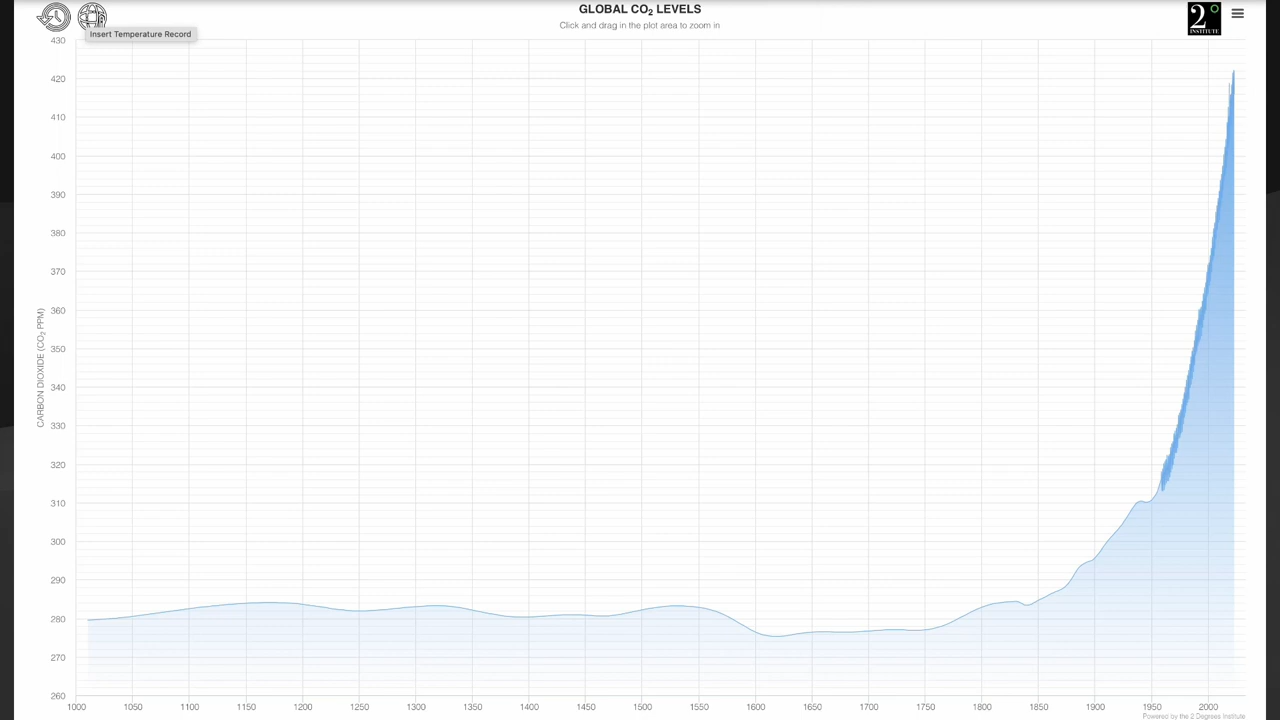 GLOBAL CO₂ LEVELS
Click and drag in the plot area to zoom in
2°
INSTITUTE
Insert Temperature Record
CARBON DIOXIDE (CO₂ PPM)
430
420
410
400
390
380
370
360
350
340
330
320
310
300
290
280
270
260
1000 1050 1100 1150 1200 1250 1300 1350 1400 1450 1500 1550 1600 1650 1700 1750 1800 1850 1900 1950 2000
Powered by the 2 Degrees Institute